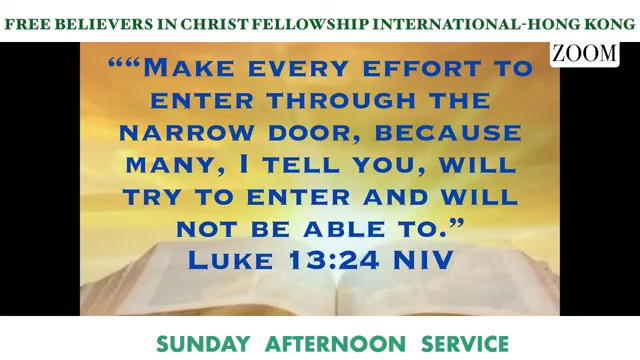 FREE BELIEVERS IN CHRIST FELLOWSHIP INTERNATIONAL-HONG KONG
ZOOM
““Make every effort to
enter through the
narrow door, because
many, I tell you, will
try to enter and will
not be able to.”
Luke 13:24 NIV
SUNDAY AFTERNOON SERVICE